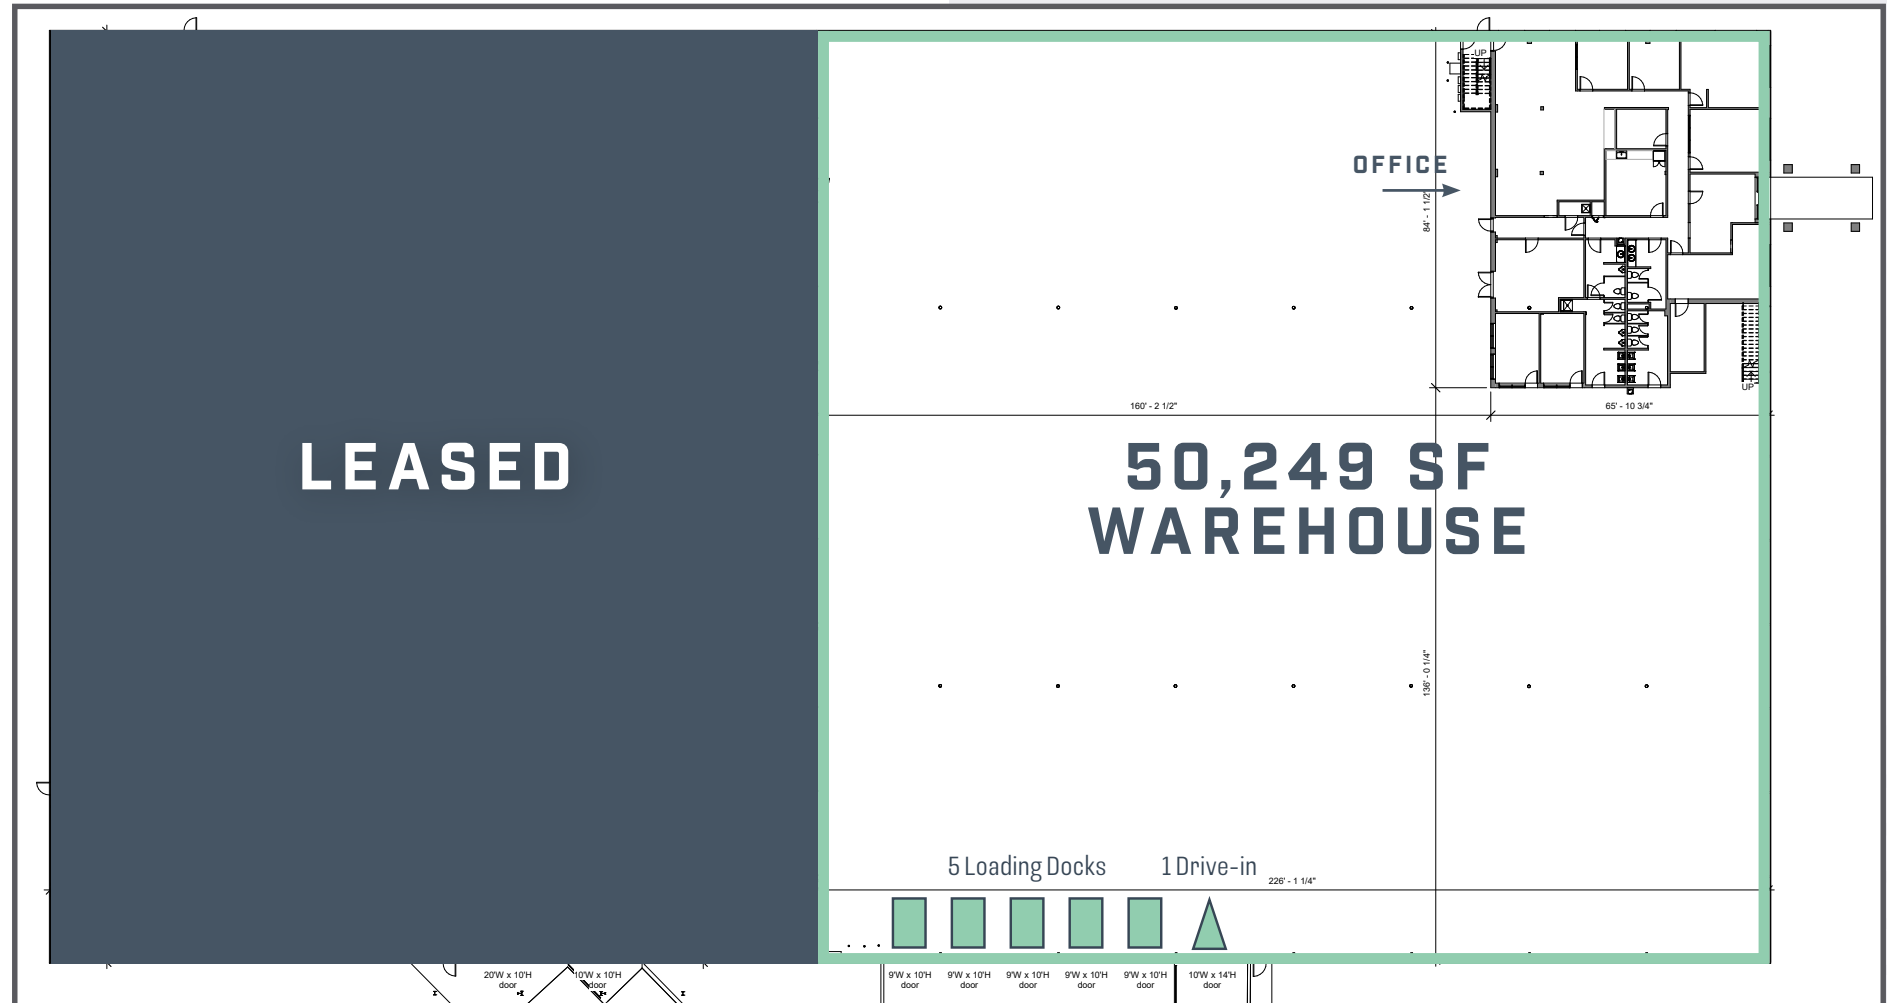 UP
OFFICE
84' - 1 1/2"
UP
160' - 2 1/2"
65' - 10 3/4"
LEASED
50,249 SF
WAREHOUSE
136' - 0 1/4"
5 Loading Docks
1 Drive-in
226' - 1 1/4"
20'W x 10'H
door
10'W x 10'H
door
9'W x 10'H
door
9'W x 10'H
door
9'W x 10'H
door
9'W x 10'H
door
9'W x 10'H
door
10'W x 14'H
door